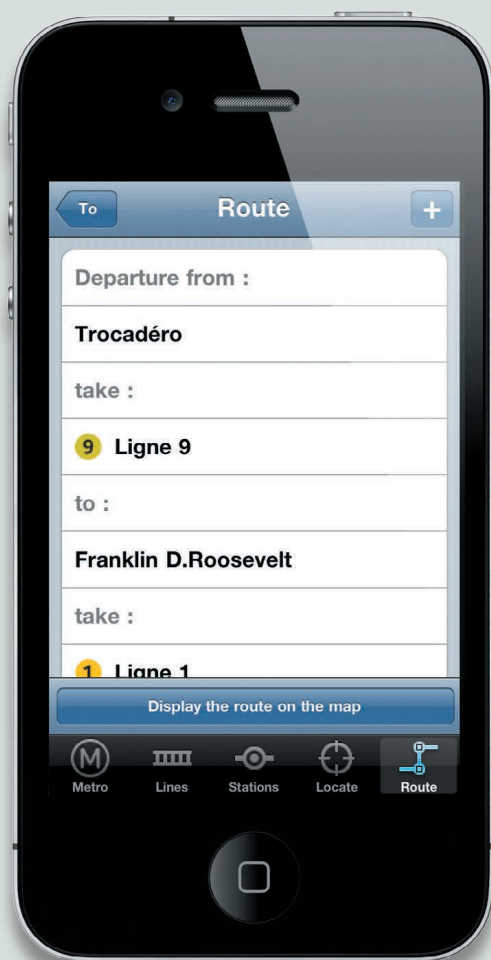 To Route +
Departure from :
Trocadéro
take :
9 Ligne 9
to :
Franklin D.Roosevelt
take :
1 Ligne 1
Display the route on the map
M
Metro Lines Stations Locate Route